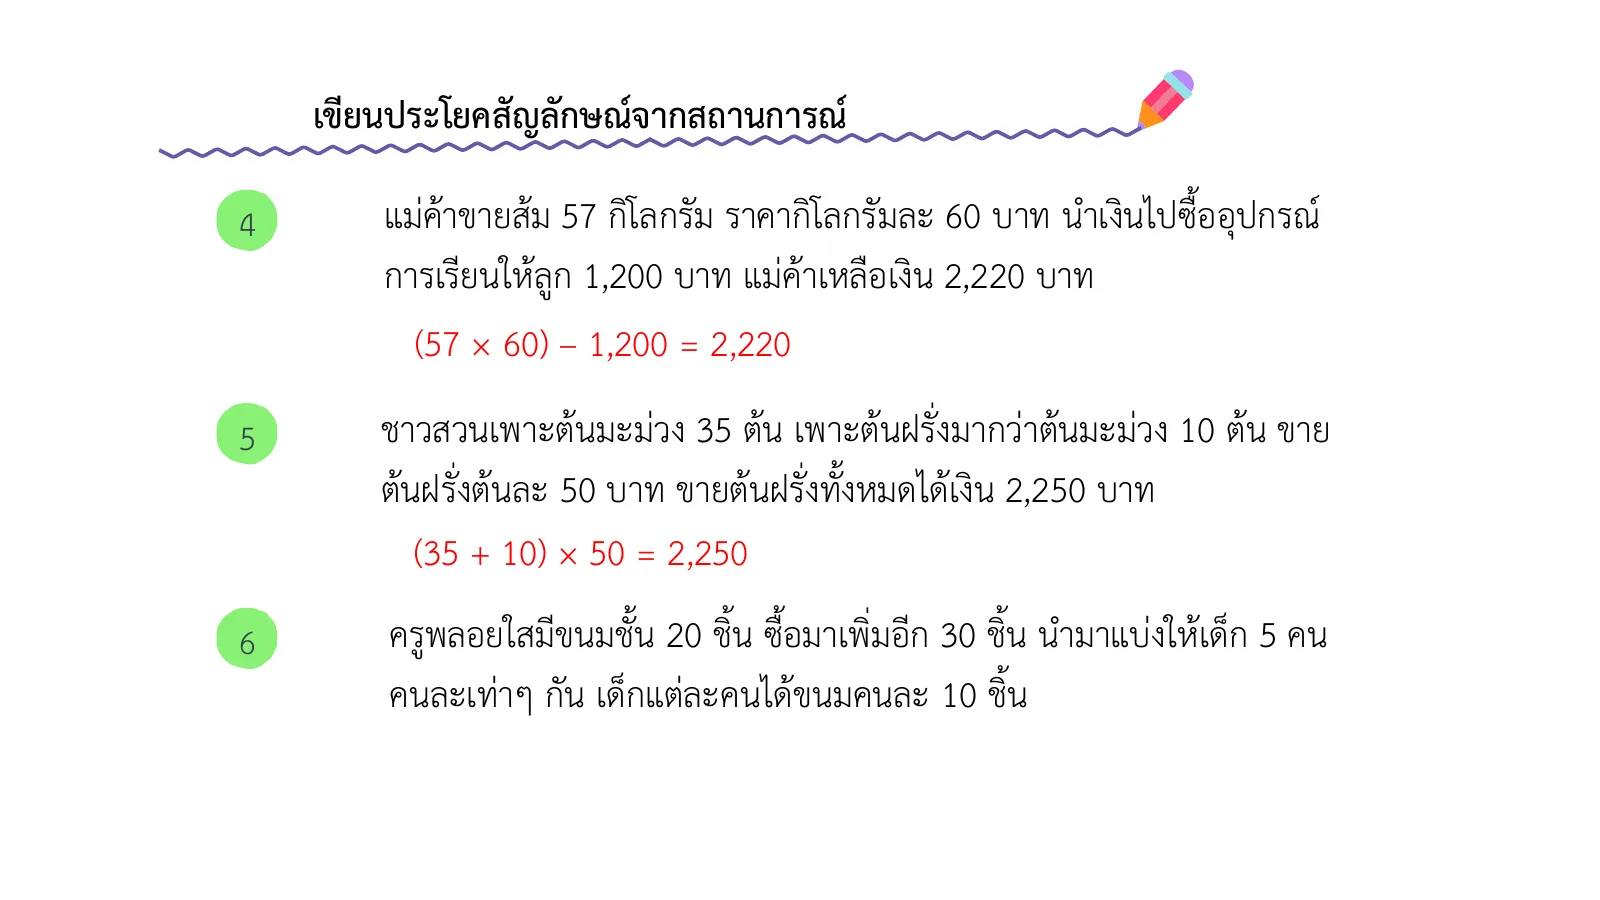 เขียนประโยคสัญลักษณ์จากสถานการณ์
4
แม่ค้าขายส้ม 57 กิโลกรัม ราคากิโลกรัมละ 60 บาท นำเงินไปซื้ออุปกรณ์
การเรียนให้ลูก 1,200 บาท แม่ค้าเหลือเงิน 2,220 บาท
(57 × 60) – 1,200 = 2,220
5
ชาวสวนเพาะต้นมะม่วง 35 ต้น เพาะต้นฝรั่งมากว่าต้นมะม่วง 10 ต้น ขาย
ต้นฝรั่งต้นละ 50 บาท ขายต้นฝรั่งทั้งหมดได้เงิน 2,250 บาท
(35 + 10) × 50 = 2,250
6
ครูพลอยใสมีขนมชั้น 20 ชิ้น ซื้อมาเพิ่มอีก 30 ชิ้น นำมาแบ่งให้เด็ก 5 คน
คนละเท่าๆ กัน เด็กแต่ละคนได้ขนมคนละ 10 ชิ้น